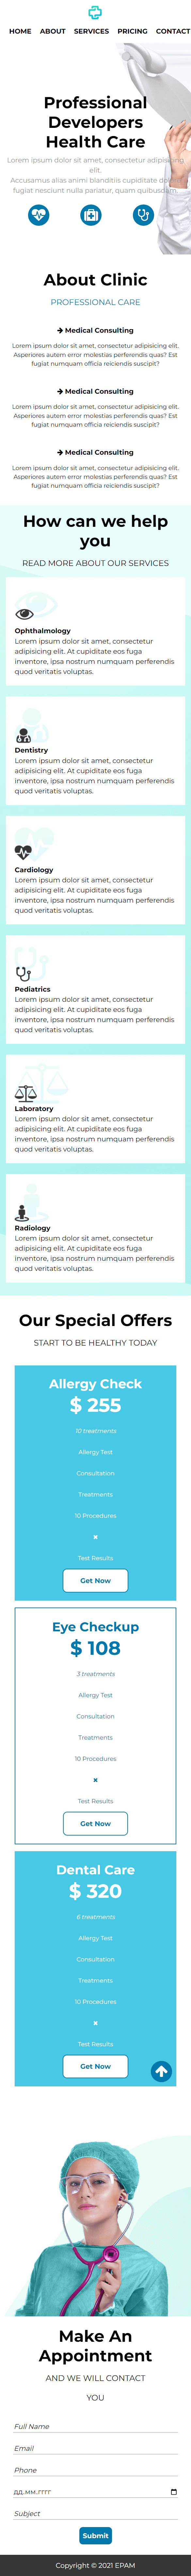 HOME ABOUT SERVICES PRICING CONTACT
Professional
Developers
Health Care
Lorem ipsum dolor sit amet, consectetur adipisicing
elit.
Accusamus alias animi blanditiis cupiditate dolor
fugiat nesciunt nulla pariatur, quam quibusdam.
About Clinic
PROFESSIONAL CARE
Medical Consulting
Lorem ipsum dolor sit amet, consectetur adipisicing elit.
Asperiores autem error molestias perferendis quas? Est
fugiat numquam officia reiciendis suscipit?
Medical Consulting
Lorem ipsum dolor sit amet, consectetur adipisicing elit.
Asperiores autem error molestias perferendis quas? Est
fugiat numquam officia reiciendis suscipit?
Medical Consulting
Lorem ipsum dolor sit amet, consectetur adipisicing elit.
Asperiores autem error molestias perferendis quas? Est
fugiat numquam officia reiciendis suscipit?
How can we help
you
READ MORE ABOUT OUR SERVICES
Ophthalmology
Lorem ipsum dolor sit amet, consectetur
adipisicing elit. At cupiditate eos fuga
inventore, ipsa nostrum numquam perferendis
quod veritatis voluptas.
Dentistry
Lorem ipsum dolor sit amet, consectetur
adipisicing elit. At cupiditate eos fuga
inventore, ipsa nostrum numquam perferendis
quod veritatis voluptas.
Cardiology
Lorem ipsum dolor sit amet, consectetur
adipisicing elit. At cupiditate eos fuga
inventore, ipsa nostrum numquam perferendis
quod veritatis voluptas.
Pediatrics
Lorem ipsum dolor sit amet, consectetur
adipisicing elit. At cupiditate eos fuga
inventore, ipsa nostrum numquam perferendis
quod veritatis voluptas.
Laboratory
Lorem ipsum dolor sit amet, consectetur
adipisicing elit. At cupiditate eos fuga
inventore, ipsa nostrum numquam perferendis
quod veritatis voluptas.
Radiology
Lorem ipsum dolor sit amet, consectetur
adipisicing elit. At cupiditate eos fuga
inventore, ipsa nostrum numquam perferendis
quod veritatis voluptas.
Our Special Offers
START TO BE HEALTHY TODAY
Allergy Check
$ 255
10 treatments
Allergy Test
Consultation
Treatments
10 Procedures
Test Results
Get Now
Eye Checkup
$ 108
3 treatments
Allergy Test
Consultation
Treatments
10 Procedures
Test Results
Get Now
Dental Care
$ 320
6 treatments
Allergy Test
Consultation
Treatments
10 Procedures
Test Results
Get Now
Make An
Appointment
AND WE WILL CONTACT
YOU
Full Name
Email
Phone
дд.мм.гггг
Subject
Submit
Copyright © 2021 EPAM